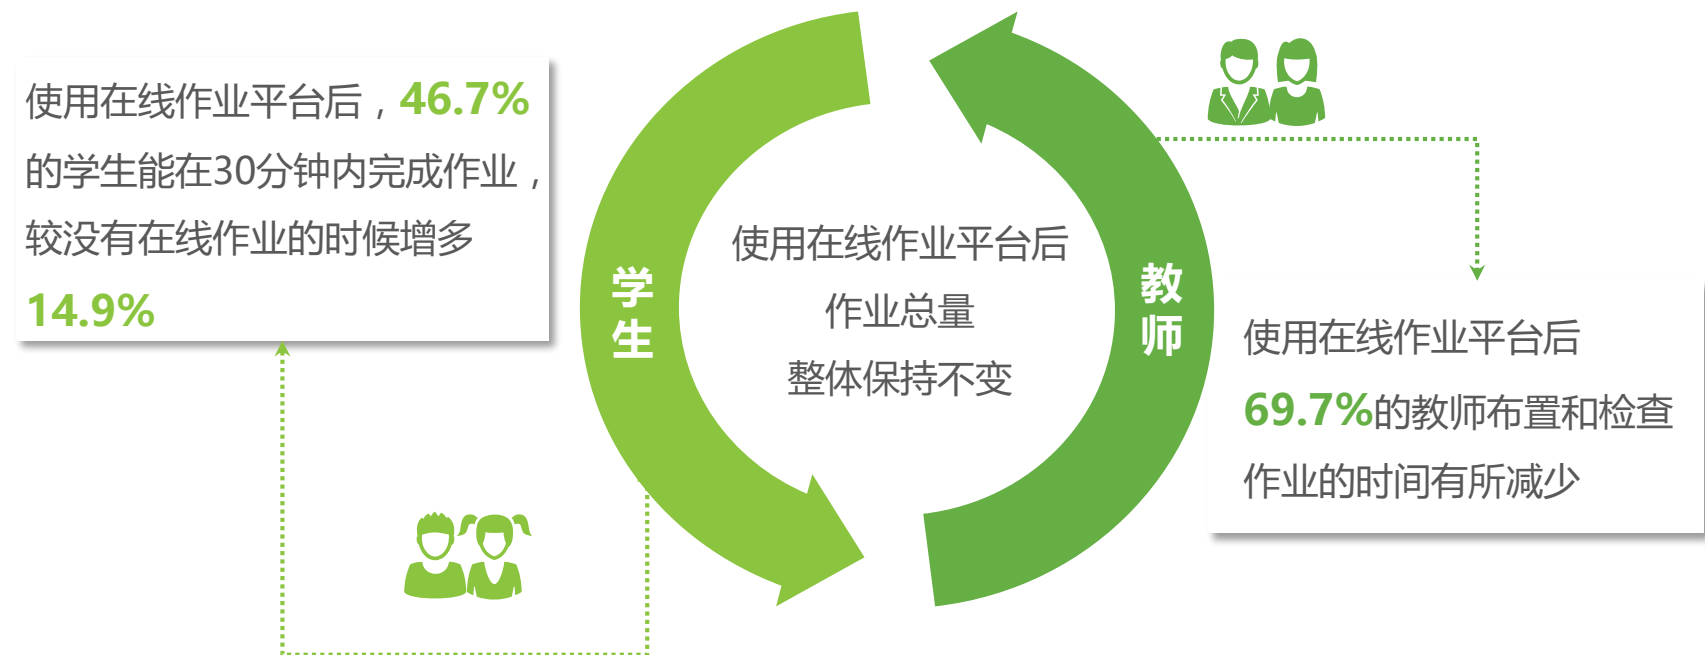 使用在线作业平台后，46.7%
的学生能在30分钟内完成作业，
较没有在线作业的时候增多
14.9%
学
生
使用在线作业平台后
作业总量
整体保持不变
教
师
使用在线作业平台后
69.7%的教师布置和检查
作业的时间有所减少